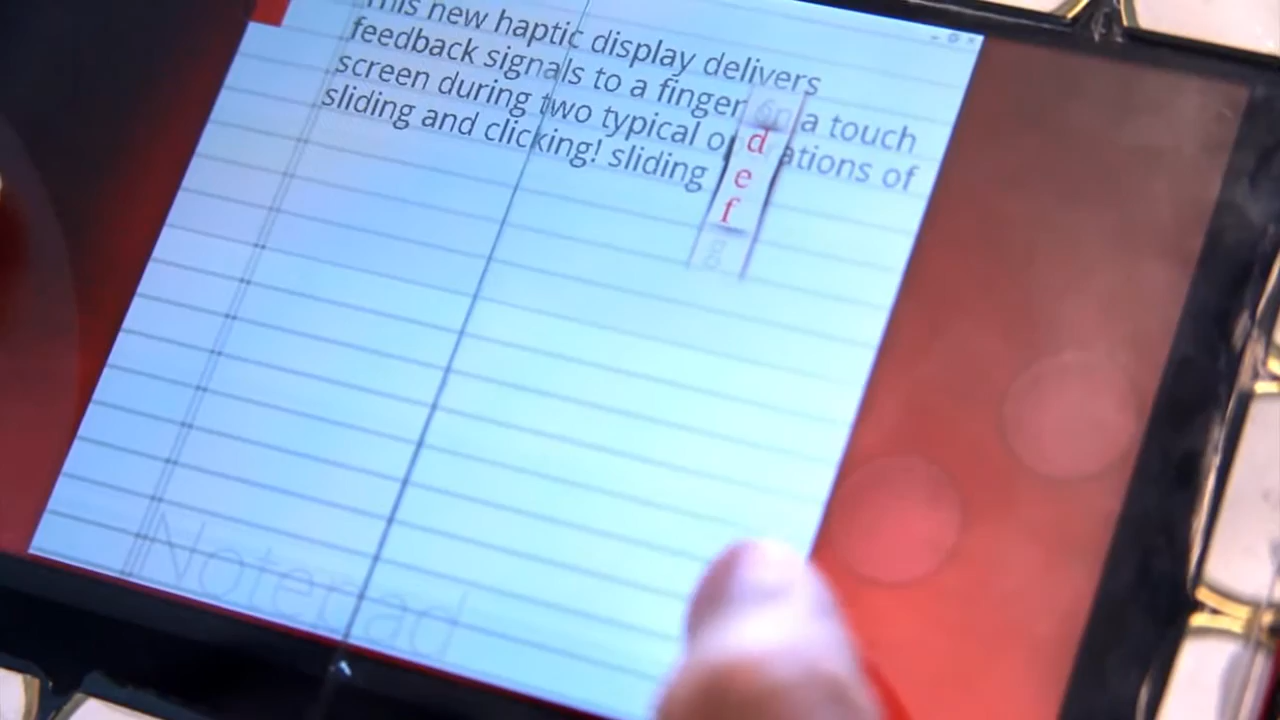 This new haptic display delivers
feedback signals to a finger on a touch
screen during two typical operations of
sliding and clicking! sliding
d
e
f
g
Notepad